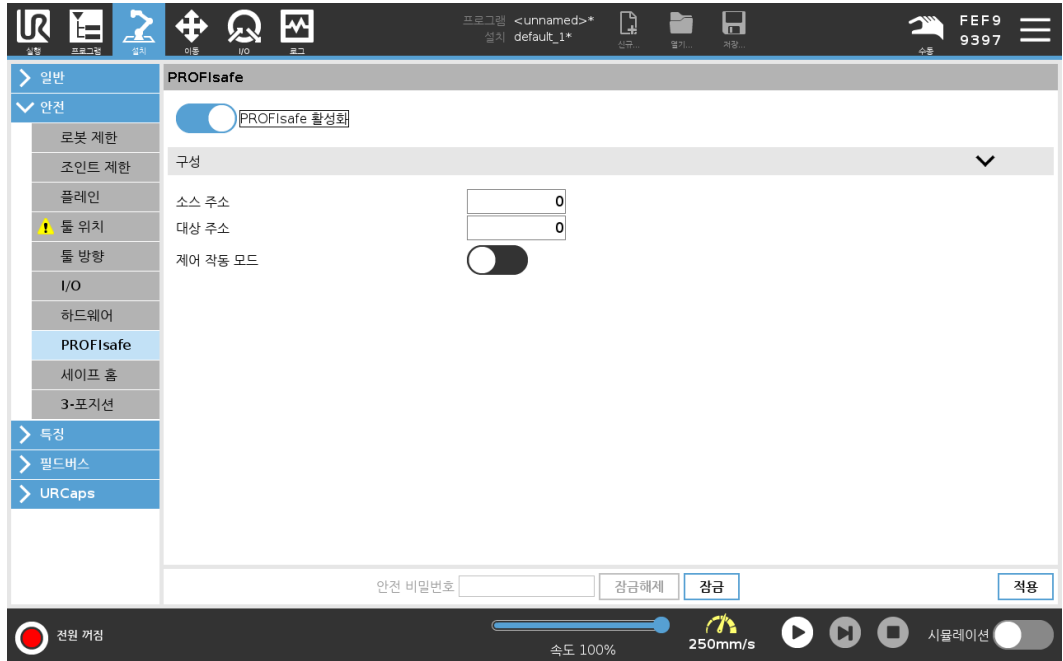 UR
실행
프로그램
설치
이동
I/O
로그
프로그램 <unnamed>*
설치 default_1*
신규...
열기...
저장...
수동
FEF9
9397
일반
안전
로봇 제한
조인트 제한
플레인
툴 위치
툴 방향
I/O
하드웨어
PROFIsafe
세이프 홈
3-포지션
특징
필드버스
URCaps
PROFIsafe
PROFIsafe 활성화
구성
소스 주소 0
대상 주소 0
제어 작동 모드
안전 비밀번호 잠금해제 잠금 적용
전원 꺼짐
속도 100%
250mm/s
시뮬레이션